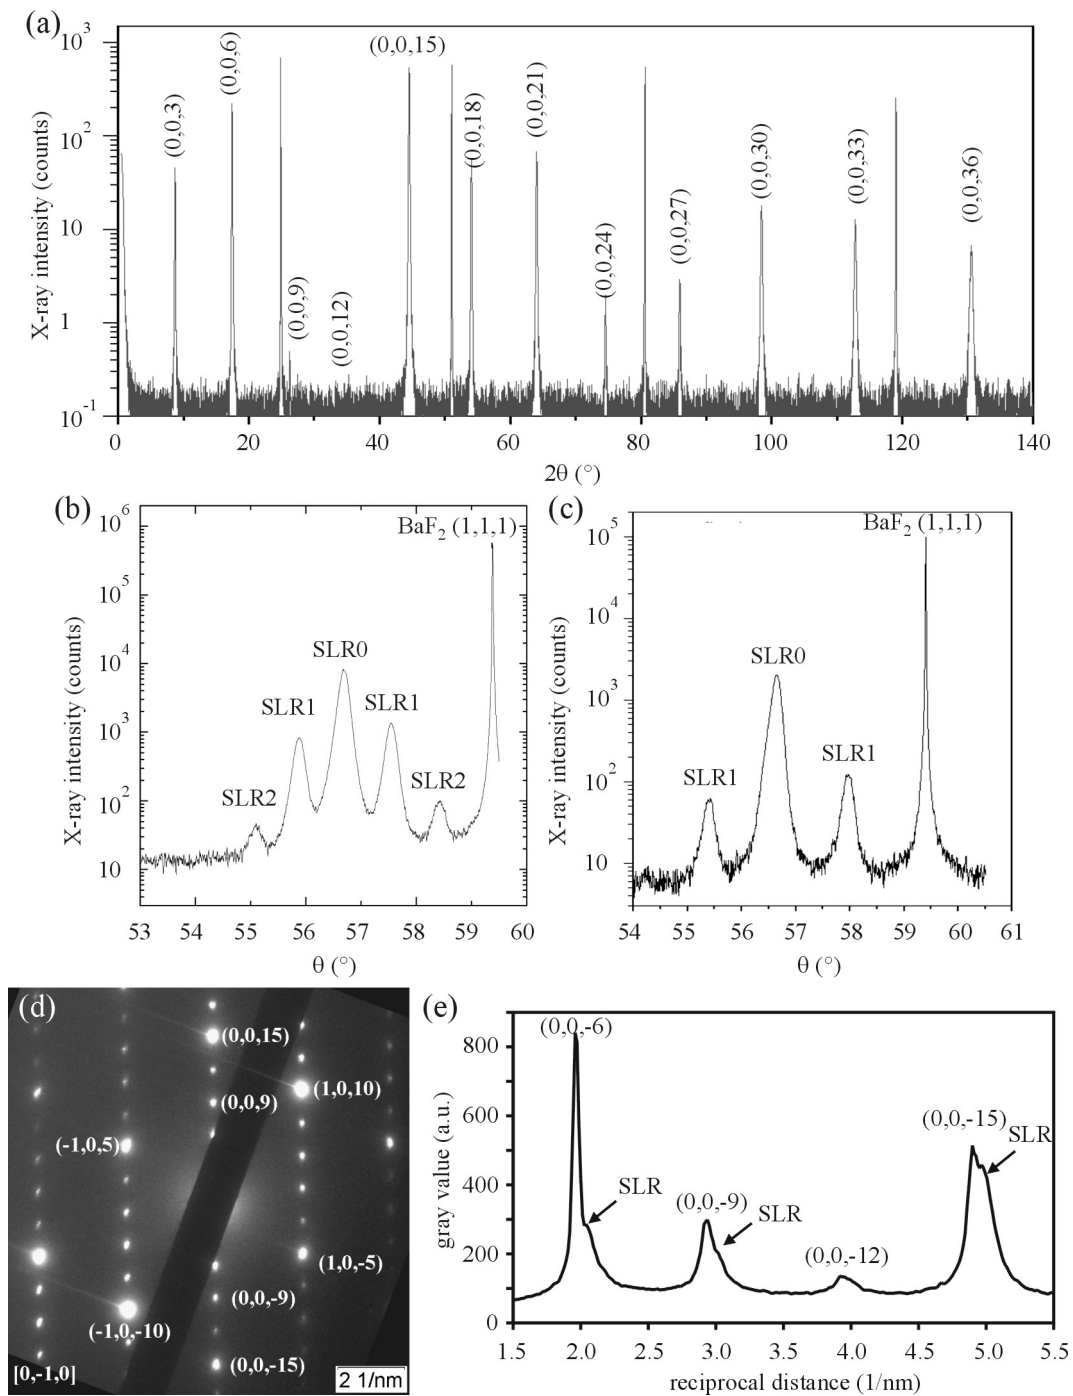 (a)
X-ray intensity (counts)
10³
10²
10
1
10⁻¹
(0,0,3)
(0,0,6)
(0,0,9)
(0,0,12)
(0,0,15)
(0,0,18)
(0,0,21)
(0,0,24)
(0,0,27)
(0,0,30)
(0,0,33)
(0,0,36)
0 20 40 60 80 100 120 140
2θ (°)
(b)
X-ray intensity (counts)
10⁶
10⁵
10⁴
10³
10²
10
BaF₂ (1,1,1)
SLR0
SLR1
SLR1
SLR2
SLR2
53 54 55 56 57 58 59 60
θ (°)
(c)
X-ray intensity (counts)
10⁵
10⁴
10³
10²
10
BaF₂ (1,1,1)
SLR0
SLR1
SLR1
54 55 56 57 58 59 60 61
θ (°)
(d)
(0,0,15)
(1,0,10)
(0,0,9)
(-1,0,5)
(1,0,-5)
(0,0,-9)
(-1,0,-10)
(0,0,-15)
[0,-1,0]
2 1/nm
(e)
gray value (a.u.)
800
600
400
200
0
(0,0,-6)
SLR
(0,0,-9)
SLR
(0,0,-12)
(0,0,-15)
SLR
1.5 2.0 2.5 3.0 3.5 4.0 4.5 5.0 5.5
reciprocal distance (1/nm)